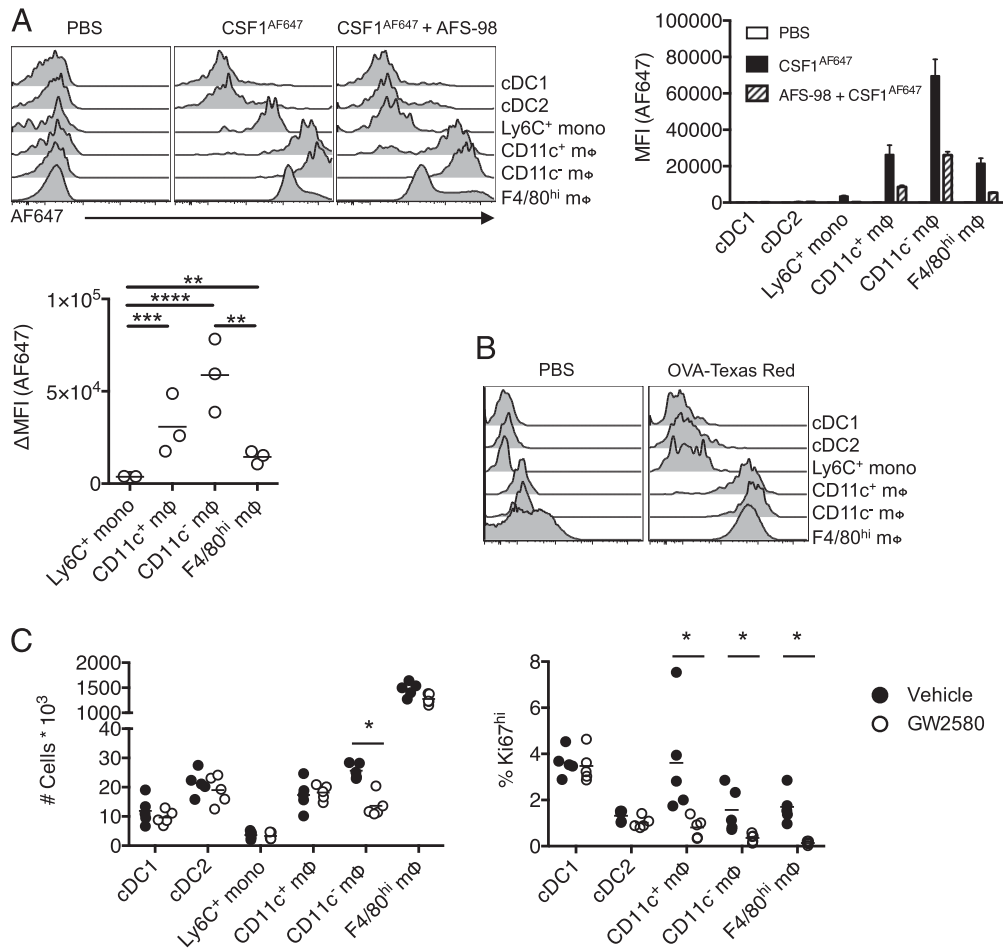 A
PBS
CSF1AF647
CSF1AF647 + AFS-98
cDC1
cDC2
Ly6C+ mono
CD11c+ mΦ
CD11c- mΦ
F4/80hi mΦ
AF647
MFI (AF647)
100000
80000
60000
40000
20000
0
PBS
CSF1AF647
AFS-98 + CSF1AF647
cDC1
cDC2
Ly6C+ mono
CD11c+ mΦ
CD11c- mΦ
F4/80hi mΦ
ΔMFI (AF647)
1×10^5
5×10^4
0
**
****
***
**
Ly6C+ mono
CD11c+ mΦ
CD11c- mΦ
F4/80hi mΦ
B
PBS
OVA-Texas Red
cDC1
cDC2
Ly6C+ mono
CD11c+ mΦ
CD11c- mΦ
F4/80hi mΦ
C
# Cells * 10^3
2000
1500
1000
40
30
20
10
0
*
cDC1
cDC2
Ly6C+ mono
CD11c+ mΦ
CD11c- mΦ
F4/80hi mΦ
% Ki67hi
8
6
4
2
0
* * *
cDC1
cDC2
CD11c+ mΦ
CD11c- mΦ
F4/80hi mΦ
Vehicle
GW2580